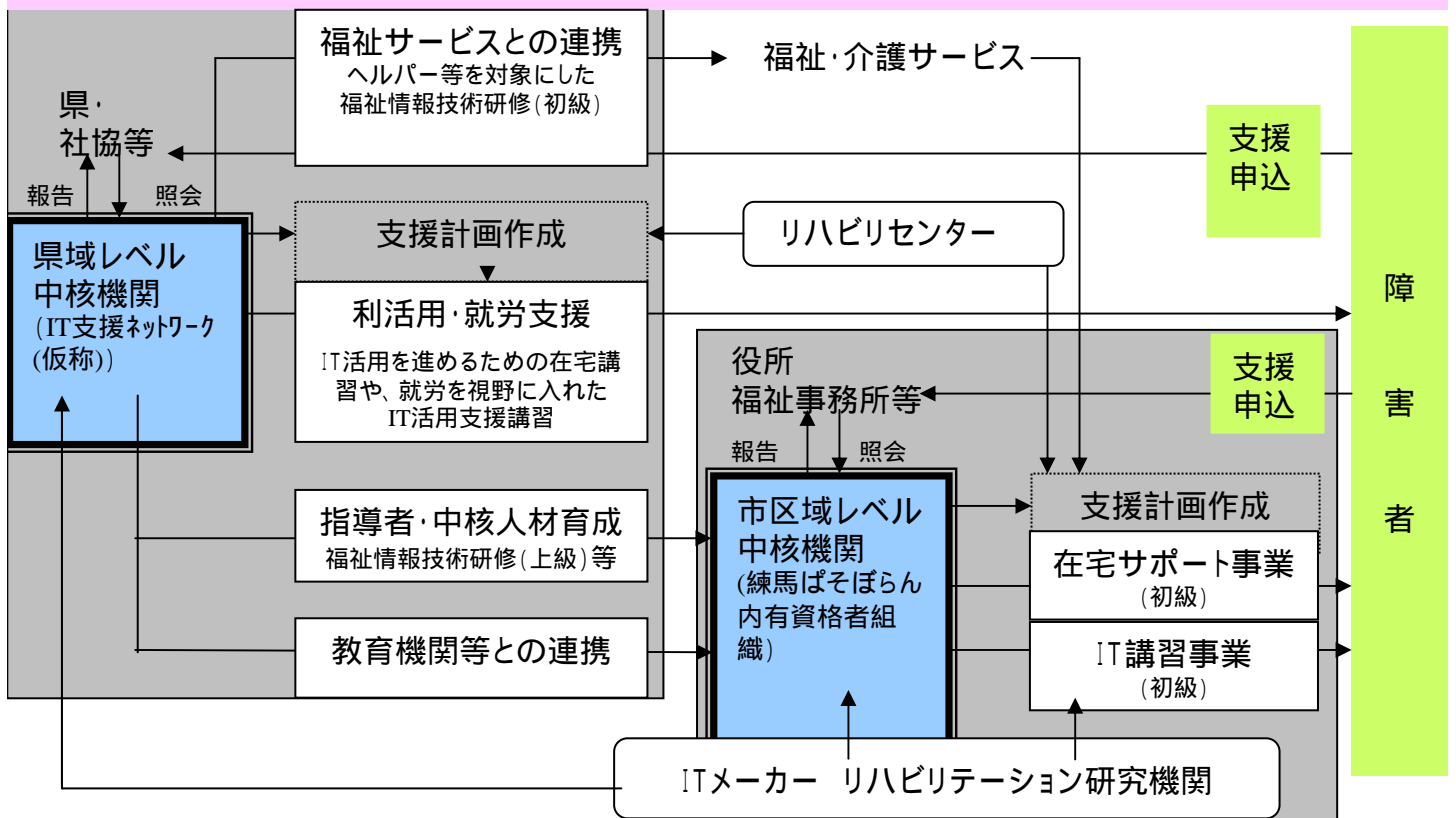 福祉サービスとの連携
ヘルパー等を対象にした
福祉情報技術研修(初級)
福祉・介護サービス
県・
社協等
支援
申込
報告
照会
支援計画作成
リハビリセンター
県域レベル
中核機関
(IT支援ネットワーク
(仮称))
利活用・就労支援
IT活用を進めるための在宅講
習や、就労を視野に入れた
IT活用支援講習
障
害
者
役所
福祉事務所等
支援
申込
報告
照会
指導者・中核人材育成
福祉情報技術研修(上級)等
市区域レベル
中核機関
(練馬ぱそぼらん
内有資格者組
織)
支援計画作成
在宅サポート事業
(初級)
教育機関等との連携
IT講習事業
(初級)
ITメーカー リハビリテーション研究機関